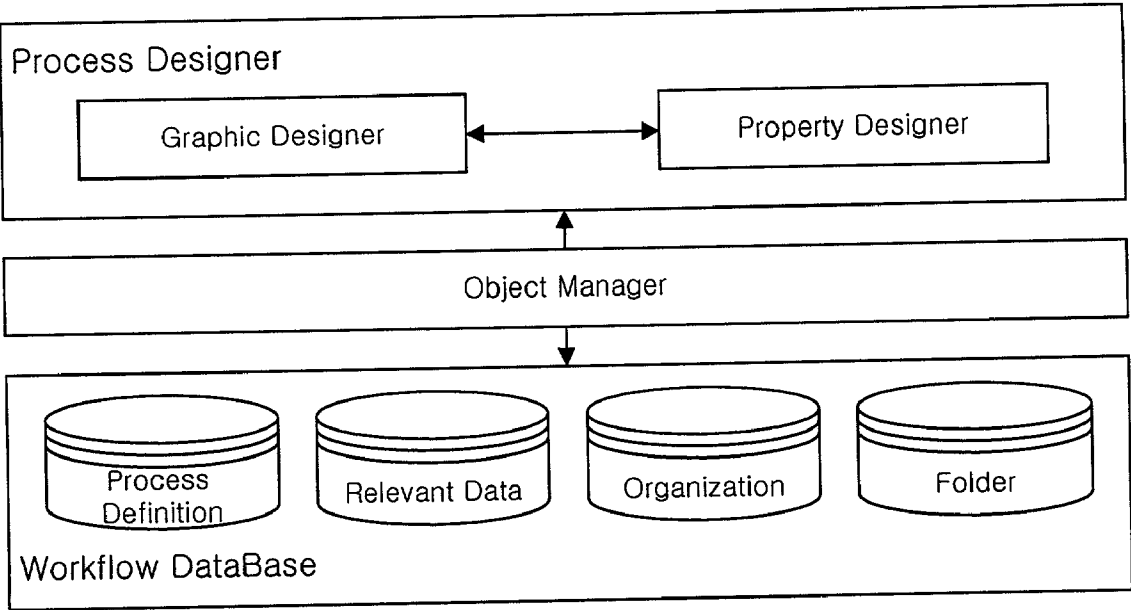 Process Designer
Graphic Designer
Property Designer
Object Manager
Process
Definition
Relevant Data
Organization
Folder
Workflow DataBase